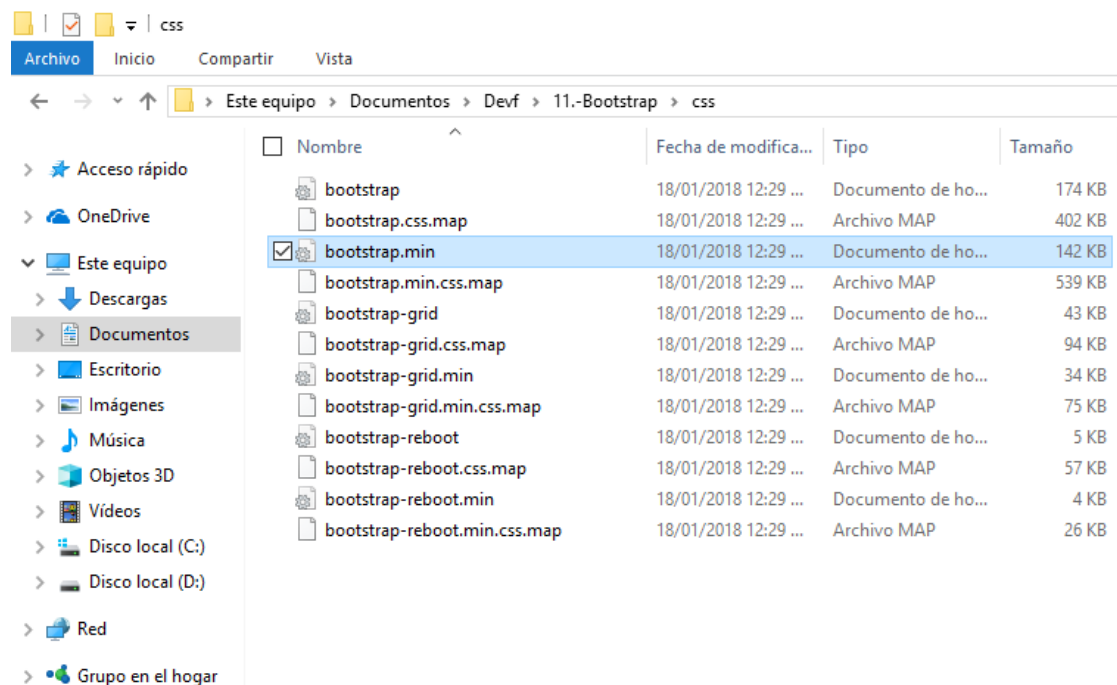 css
Archivo Inicio Compartir Vista
Este equipo > Documentos > Devf > 11.-Bootstrap > css
Nombre Fecha de modifica... Tipo Tamaño
Acceso rápido
OneDrive
Este equipo
Descargas
Documentos
Escritorio
Imágenes
Música
Objetos 3D
Vídeos
Disco local (C:)
Disco local (D:)
Red
Grupo en el hogar
bootstrap 18/01/2018 12:29 ... Documento de ho... 174 KB
bootstrap.css.map 18/01/2018 12:29 ... Archivo MAP 402 KB
bootstrap.min 18/01/2018 12:29 ... Documento de ho... 142 KB
bootstrap.min.css.map 18/01/2018 12:29 ... Archivo MAP 539 KB
bootstrap-grid 18/01/2018 12:29 ... Documento de ho... 43 KB
bootstrap-grid.css.map 18/01/2018 12:29 ... Archivo MAP 94 KB
bootstrap-grid.min 18/01/2018 12:29 ... Documento de ho... 34 KB
bootstrap-grid.min.css.map 18/01/2018 12:29 ... Archivo MAP 75 KB
bootstrap-reboot 18/01/2018 12:29 ... Documento de ho... 5 KB
bootstrap-reboot.css.map 18/01/2018 12:29 ... Archivo MAP 57 KB
bootstrap-reboot.min 18/01/2018 12:29 ... Documento de ho... 4 KB
bootstrap-reboot.min.css.map 18/01/2018 12:29 ... Archivo MAP 26 KB